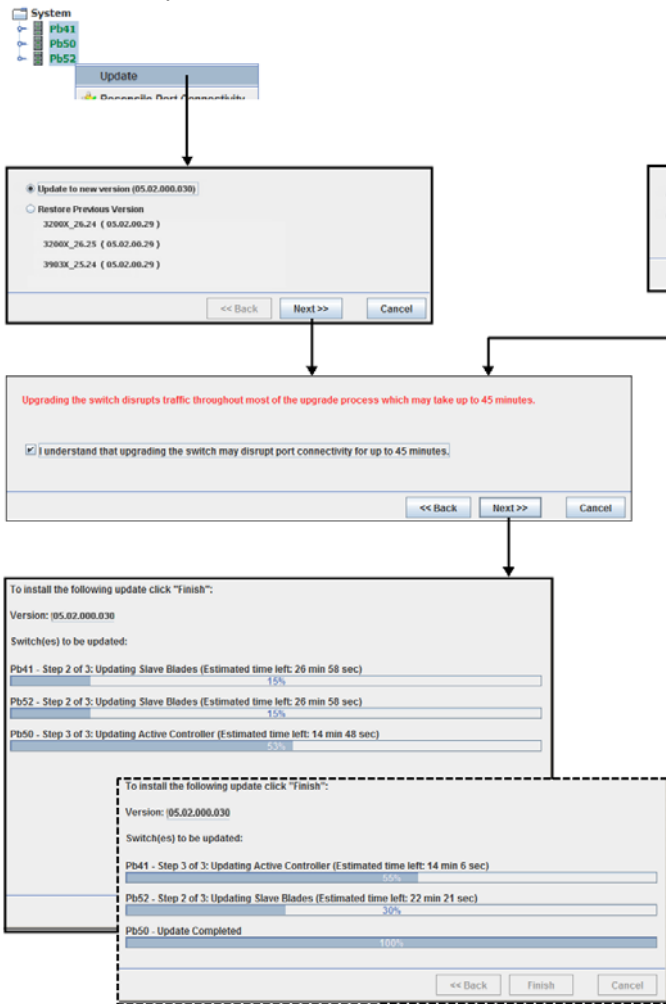 System
Pb41
Pb50
Pb52
Update
Reconcile Port Connectivity
Update to new version (05.02.000.030)
Restore Previous Version
3200X_26.24 ( 05.02.00.29 )
3200X_26.25 ( 05.02.00.29 )
3903X_25.24 ( 05.02.00.29 )
<< Back Next >> Cancel
Upgrading the switch disrupts traffic throughout most of the upgrade process which may take up to 45 minutes.
I understand that upgrading the switch may disrupt port connectivity for up to 45 minutes.
<< Back Next >> Cancel
To install the following update click "Finish":
Version: 05.02.000.030
Switch(es) to be updated:
Pb41 - Step 2 of 3: Updating Slave Blades (Estimated time left: 26 min 58 sec)
15%
Pb52 - Step 2 of 3: Updating Slave Blades (Estimated time left: 26 min 58 sec)
15%
Pb50 - Step 3 of 3: Updating Active Controller (Estimated time left: 14 min 48 sec)
53%
To install the following update click "Finish":
Version: 05.02.000.030
Switch(es) to be updated:
Pb41 - Step 3 of 3: Updating Active Controller (Estimated time left: 14 min 6 sec)
55%
Pb52 - Step 2 of 3: Updating Slave Blades (Estimated time left: 22 min 21 sec)
30%
Pb50 - Update Completed
100%
<< Back Finish Cancel